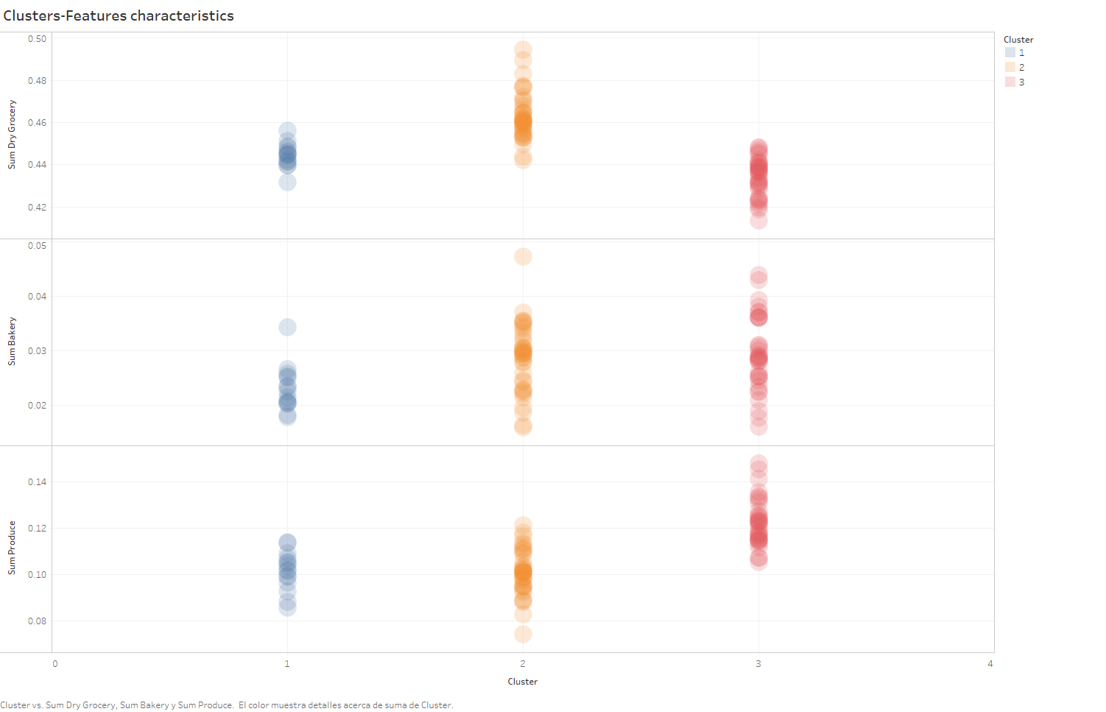 Clusters-Features characteristics
Cluster
1
2
3
Sum Dry Grocery
0.50
0.48
0.46
0.44
0.42
Sum Bakery
0.05
0.04
0.03
0.02
Sum Produce
0.14
0.12
0.10
0.08
0 1 2 3 4
Cluster
Cluster vs. Sum Dry Grocery, Sum Bakery y Sum Produce. El color muestra detalles acerca de suma de Cluster.